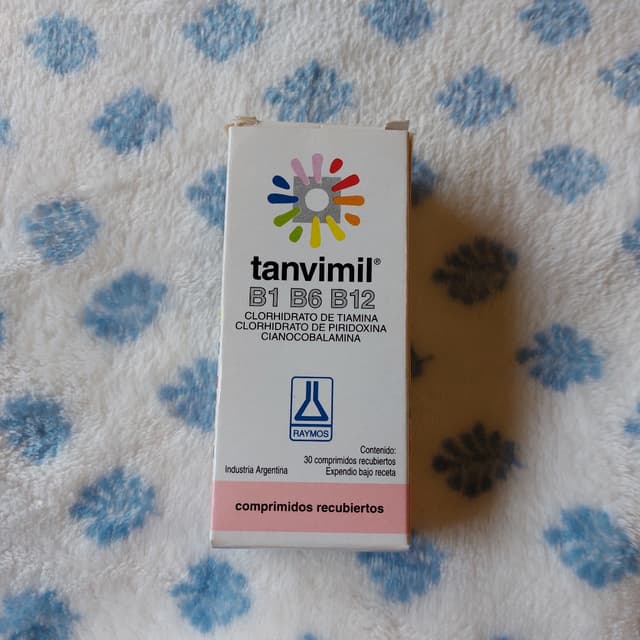 tanvimil®
B1 B6 B12
CLORHIDRATO DE TIAMINA
CLORHIDRATO DE PIRIDOXINA
CIANOCOBALAMINA
RAYMOS
Contenido:
30 comprimidos recubiertos
Industria Argentina Expendio bajo receta
comprimidos recubiertos